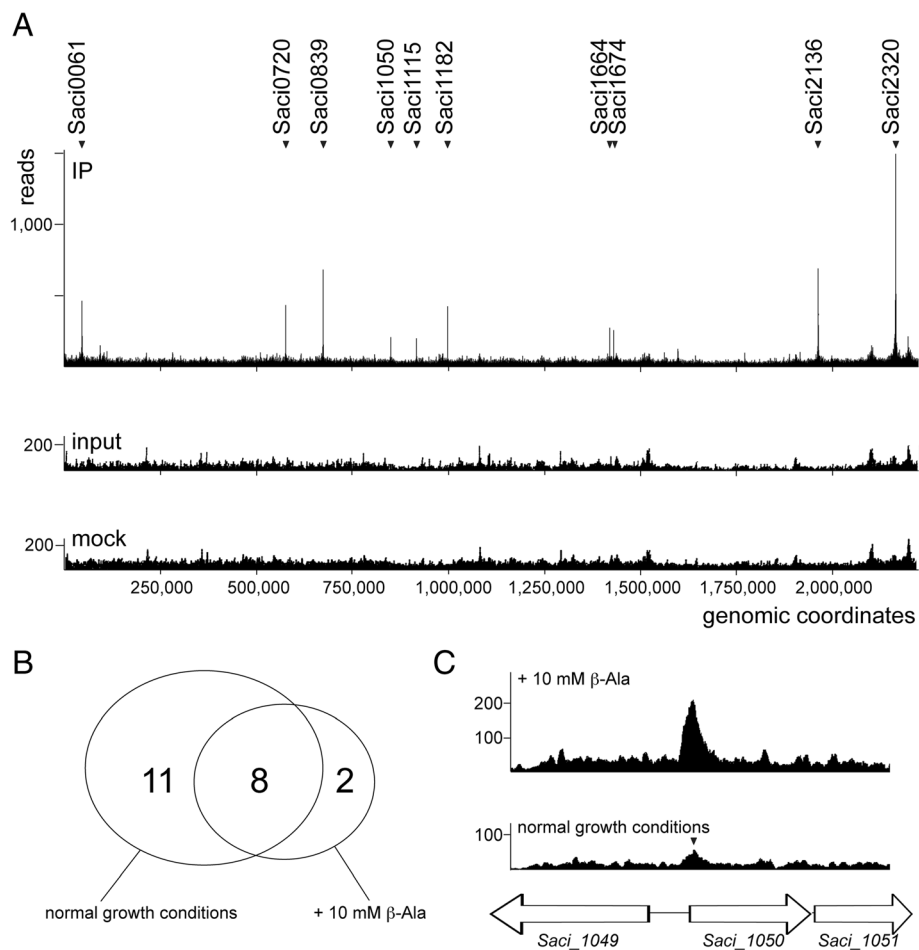 A
Saci0061
Saci0720
Saci0839
Saci1050
Saci1115
Saci1182
Saci1664
Saci1674
Saci2136
Saci2320
reads
IP
1,000
200
input
200
mock
250,000 500,000 750,000 1,000,000 1,250,000 1,500,000 1,750,000 2,000,000
genomic coordinates
B
11 8 2
normal growth conditions
+ 10 mM β-Ala
C
+ 10 mM β-Ala
200
100
normal growth conditions
100
Saci_1049 Saci_1050 Saci_1051